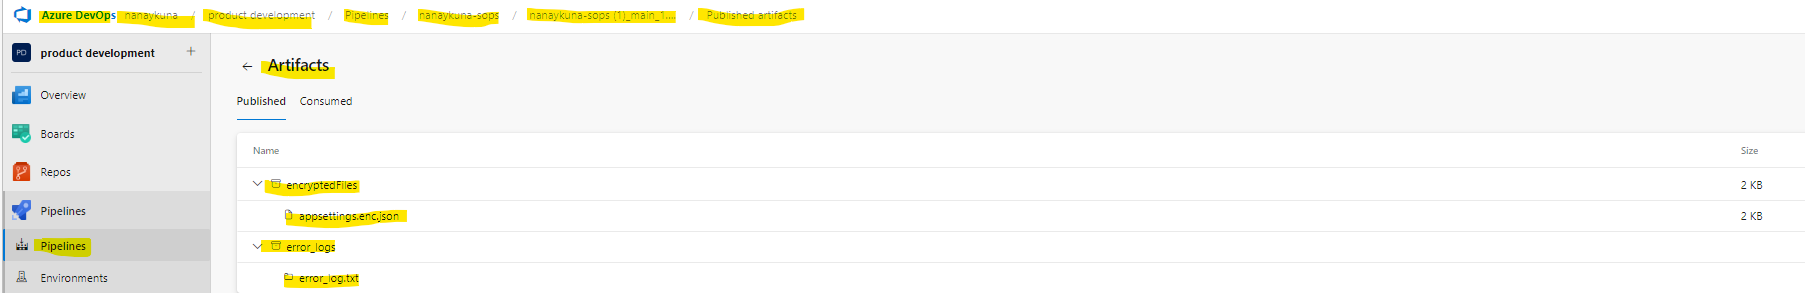 Azure DevOps nanaykuna / product development / Pipelines / nanaykuna-sops / nanaykuna-sops (1)_main_1.... / Published artifacts
PD product development +
← Artifacts
Overview
Published Consumed
Boards
Name Size
Repos
encryptedFiles 2 KB
Pipelines
appsettings.enc.json 2 KB
Pipelines
error_logs
Environments
error_log.txt